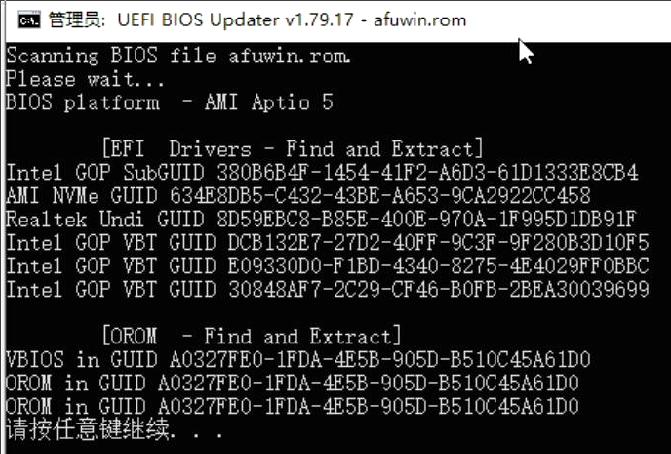 管理员: UEFI BIOS Updater v1.79.17 - afuwin.rom
Scanning BIOS file afuwin.rom.
Please wait...
BIOS platform - AMI Aptio 5
[EFI Drivers - Find and Extract]
Intel GOP SubGUID 380B6B4F-1454-41F2-A6D3-61D1333E8CB4
AMI NVMe GUID 634E8DB5-C432-43BE-A653-9CA2922CC458
Realtek Undi GUID 8D59EBC8-B85E-400E-970A-1F995D1DB91F
Intel GOP VBT GUID DCB132E7-27D2-40FF-9C3F-9F280B3D10F5
Intel GOP VBT GUID E09330D0-F1BD-4340-8275-4E4029FF0BBC
Intel GOP VBT GUID 30848AF7-2C29-CF46-B0FB-2BEA30039699
[OROM - Find and Extract]
VBIOS in GUID A0327FE0-1FDA-4E5B-905D-B510C45A61D0
OROM in GUID A0327FE0-1FDA-4E5B-905D-B510C45A61D0
OROM in GUID A0327FE0-1FDA-4E5B-905D-B510C45A61D0
请按任意键继续. . .